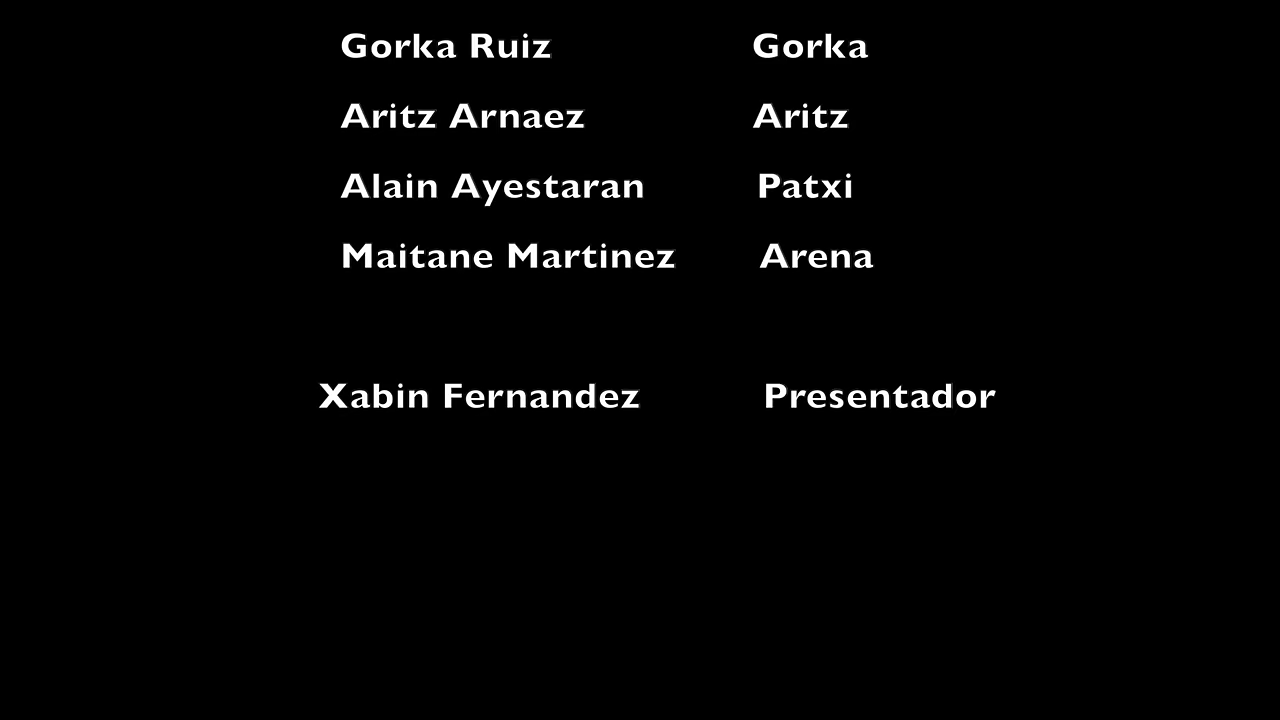 Gorka Ruiz Gorka
Aritz Arnaez Aritz
Alain Ayestaran Patxi
Maitane Martinez Arena
Xabin Fernandez Presentador